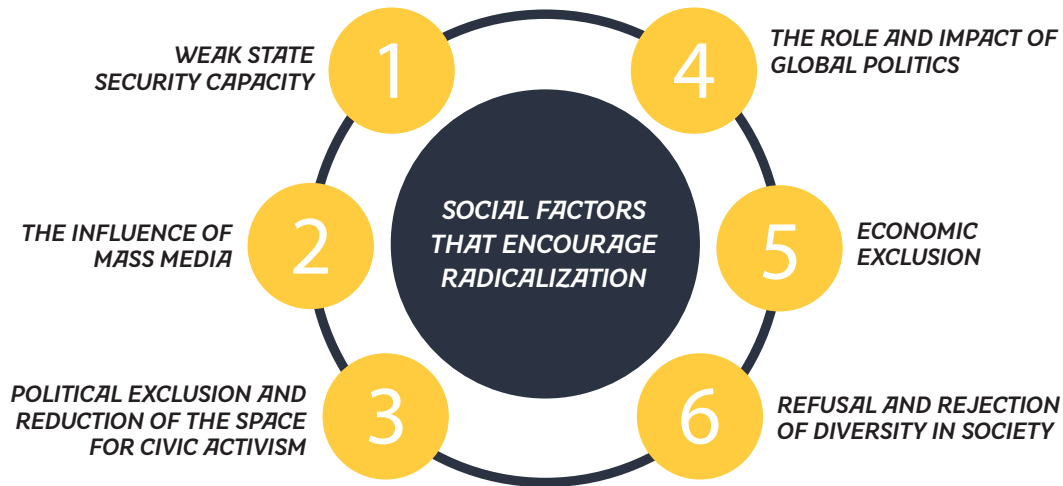 SOCIAL FACTORS
THAT ENCOURAGE
RADICALIZATION
1
WEAK STATE
SECURITY CAPACITY
2
THE INFLUENCE OF
MASS MEDIA
3
POLITICAL EXCLUSION AND
REDUCTION OF THE SPACE
FOR CIVIC ACTIVISM
4
THE ROLE AND IMPACT OF
GLOBAL POLITICS
5
ECONOMIC
EXCLUSION
6
REFUSAL AND REJECTION
OF DIVERSITY IN SOCIETY